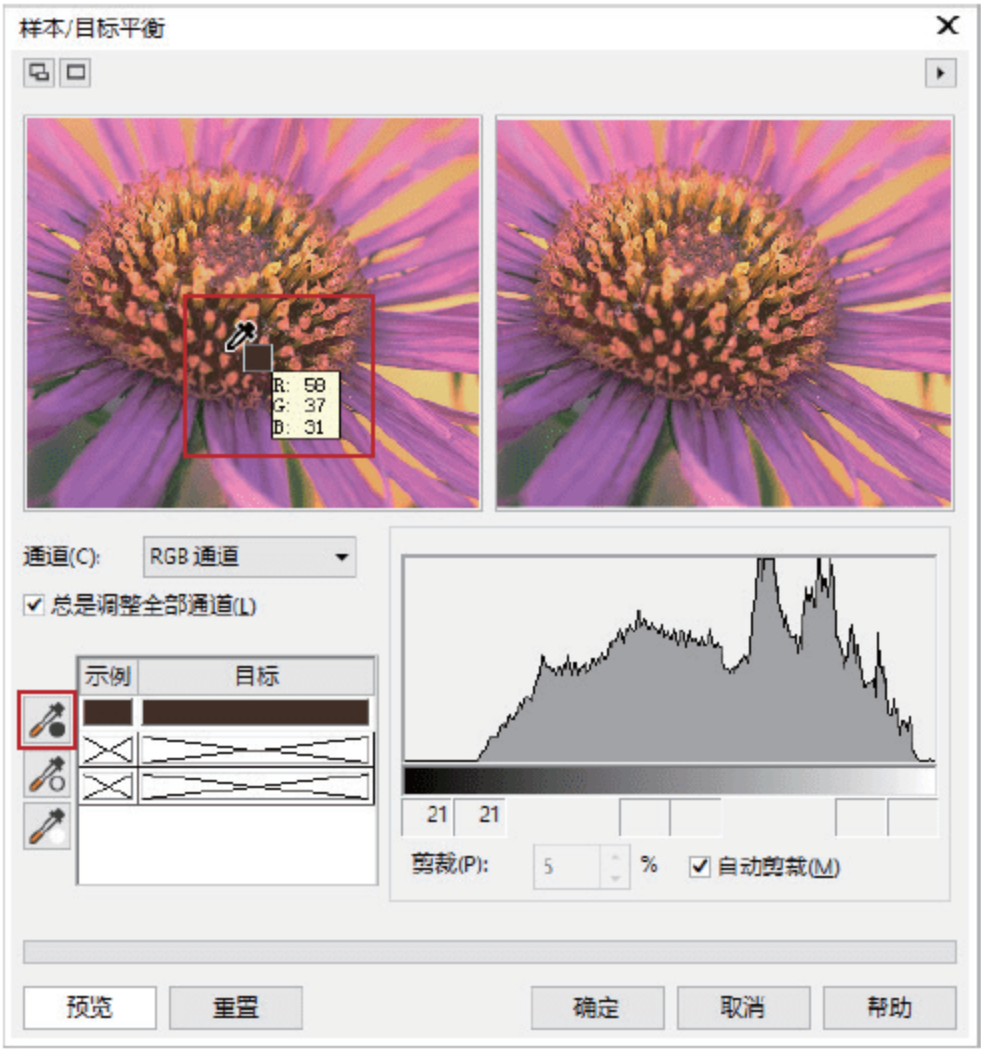 样本/目标平衡
R: 58
G: 37
B: 31
通道(C):
RGB 通道
总是调整全部通道(L)
示例 目标
21 21
剪裁(P): 5 % 自动剪裁(M)
预览 重置 确定 取消 帮助